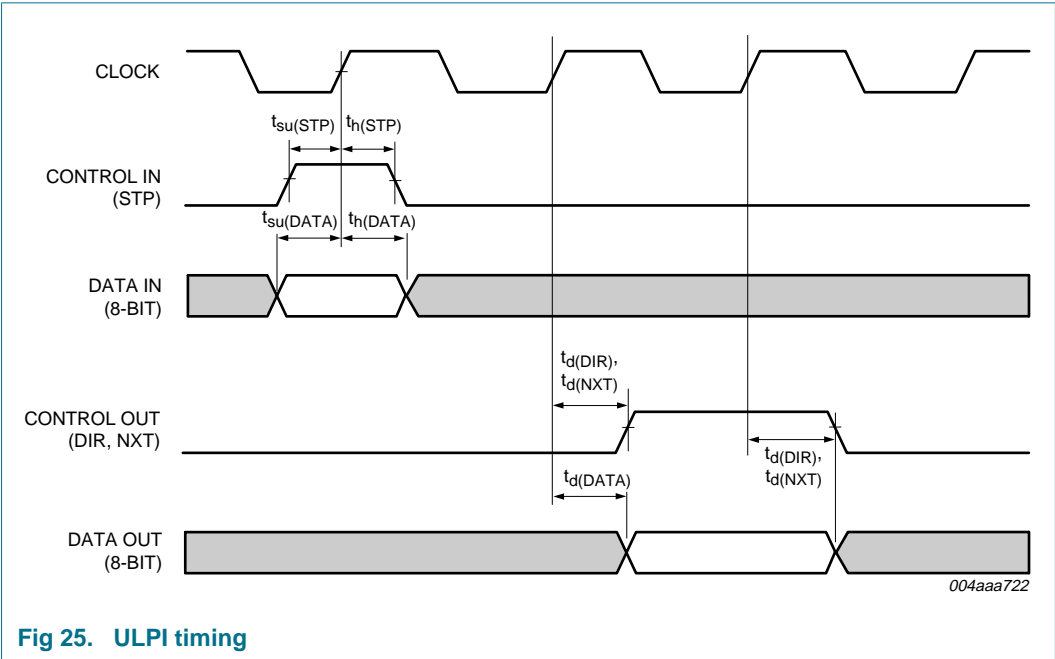 CLOCK
tsu(STP) th(STP)
CONTROL IN
(STP)
tsu(DATA) th(DATA)
DATA IN
(8-BIT)
td(DIR),
td(NXT)
CONTROL OUT
(DIR, NXT)
td(DIR),
td(NXT)
td(DATA)
DATA OUT
(8-BIT)
004aaa722
Fig 25. ULPI timing